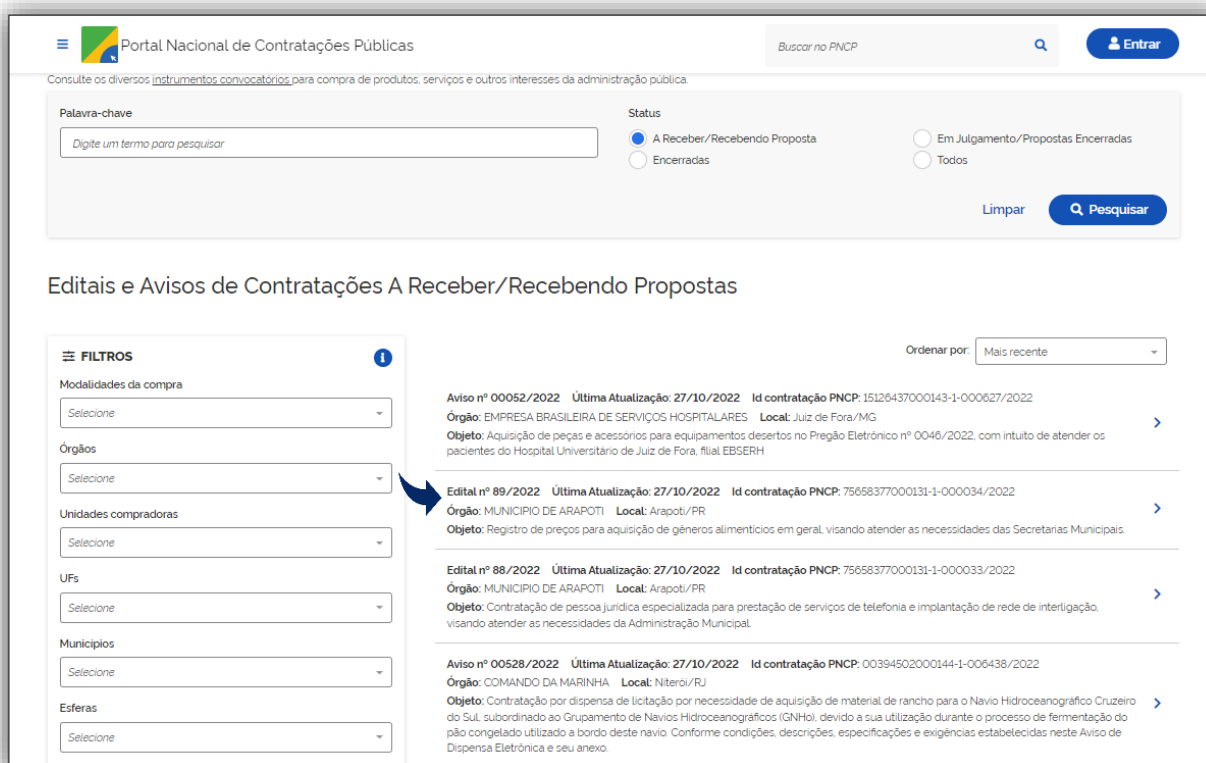 Portal Nacional de Contratações Públicas
Buscar no PNCP
Entrar
Consulte os diversos instrumentos convocatórios para compra de produtos, serviços e outros interesses da administração pública.
Palavra-chave
Digite um termo para pesquisar
Status
A Receber/Recebendo Proposta
Em Julgamento/Propostas Encerradas
Encerradas
Todos
Limpar
Pesquisar
Editais e Avisos de Contratações A Receber/Recebendo Propostas
FILTROS
Modalidades da compra
Selecione
Órgãos
Selecione
Unidades compradoras
Selecione
UFs
Selecione
Municipios
Selecione
Esferas
Selecione
Ordenar por: Mais recente
Aviso nº 00052/2022 Última Atualização: 27/10/2022 Id contratação PNCP: 15126437000143-1-000627/2022
Órgão: EMPRESA BRASILEIRA DE SERVIÇOS HOSPITALARES Local: Juiz de Fora/MG
Objeto: Aquisição de peças e acessórios para equipamentos desertos no Pregão Eletrônico nº 0046/2022, com intuito de atender os
pacientes do Hospital Universitário de Juiz de Fora, filial EBSERH
Edital nº 89/2022 Última Atualização: 27/10/2022 Id contratação PNCP: 75658377000131-1-000034/2022
Órgão: MUNICIPIO DE ARAPOTI Local: Arapoti/PR
Objeto: Registro de preços para aquisição de gêneros alimentícios em geral, visando atender as necessidades das Secretarias Municipais.
Edital nº 88/2022 Última Atualização: 27/10/2022 Id contratação PNCP: 75658377000131-1-000033/2022
Órgão: MUNICIPIO DE ARAPOTI Local: Arapoti/PR
Objeto: Contratação de pessoa jurídica especializada para prestação de serviços de telefonia e implantação de rede de interligação,
visando atender as necessidades da Administração Municipal.
Aviso nº 00528/2022 Última Atualização: 27/10/2022 Id contratação PNCP: 00394502000144-1-006438/2022
Órgão: COMANDO DA MARINHA Local: Niterói/RJ
Objeto: Contratação por dispensa de licitação por necessidade de aquisição de material de rancho para o Navio Hidroceanográfico Cruzeiro
do Sul, subordinado ao Grupamento de Navios Hidroceanográficos (GNHo), devido a sua utilização durante o processo de fermentação do
pão congelado utilizado a bordo deste navio. Conforme condições, descrições, especificações e exigências estabelecidas neste Aviso de
Dispensa Eletrônica e seu anexo.